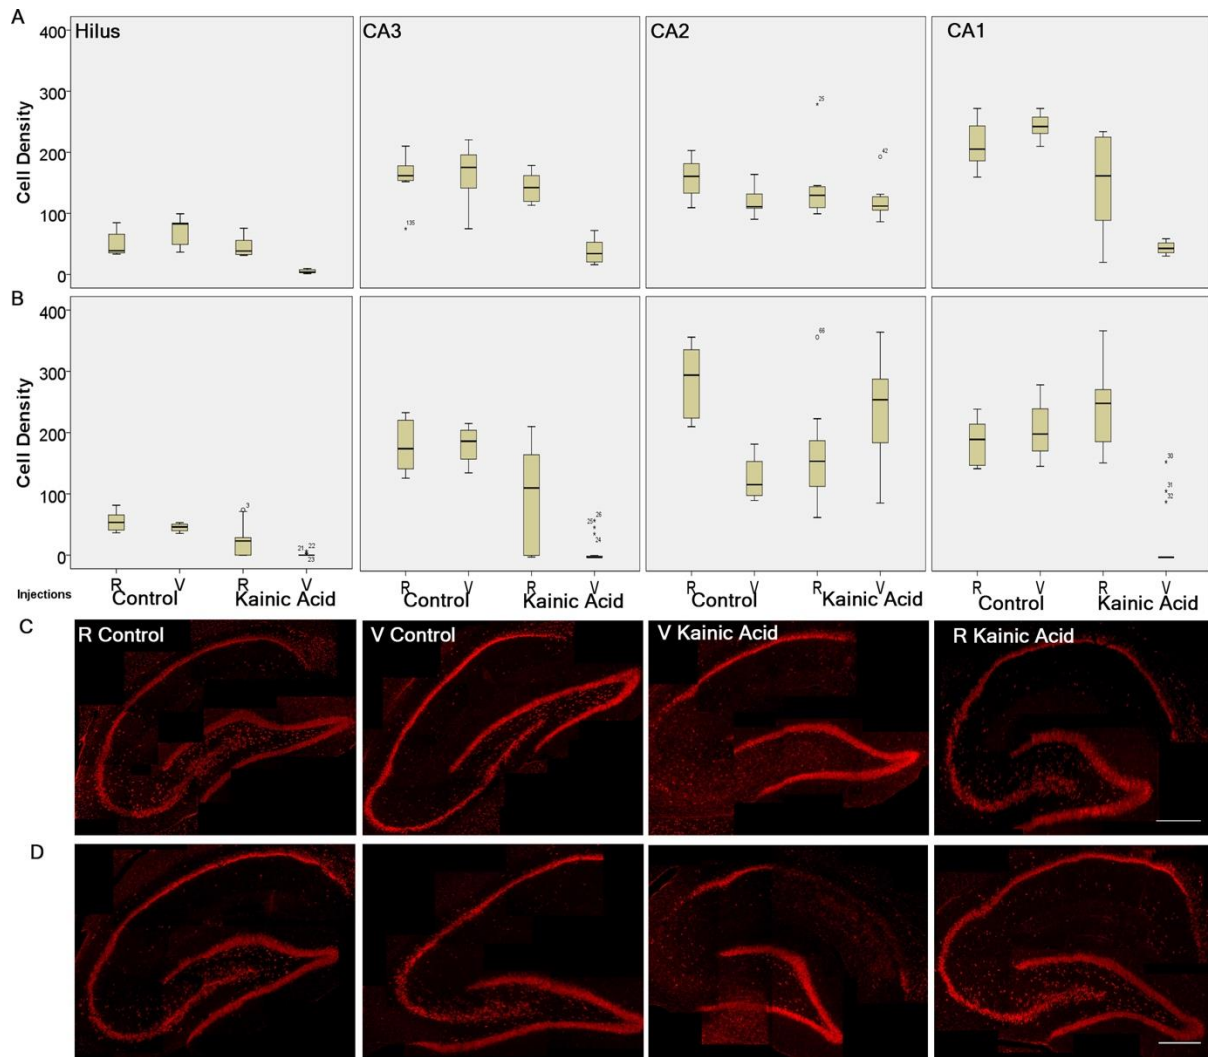 A
Hilus
CA3
CA2
CA1
400
300
200
100
0
Cell Density
135
25
42
B
400
300
200
100
0
Cell Density
3
21
22
23
25
26
24
66
30
31
32
R V R V
R V R V
R V R V
R V R V
Injections
Control Kainic Acid
Control Kainic Acid
Control Kainic Acid
Control Kainic Acid
C
R Control
V Control
V Kainic Acid
R Kainic Acid
D